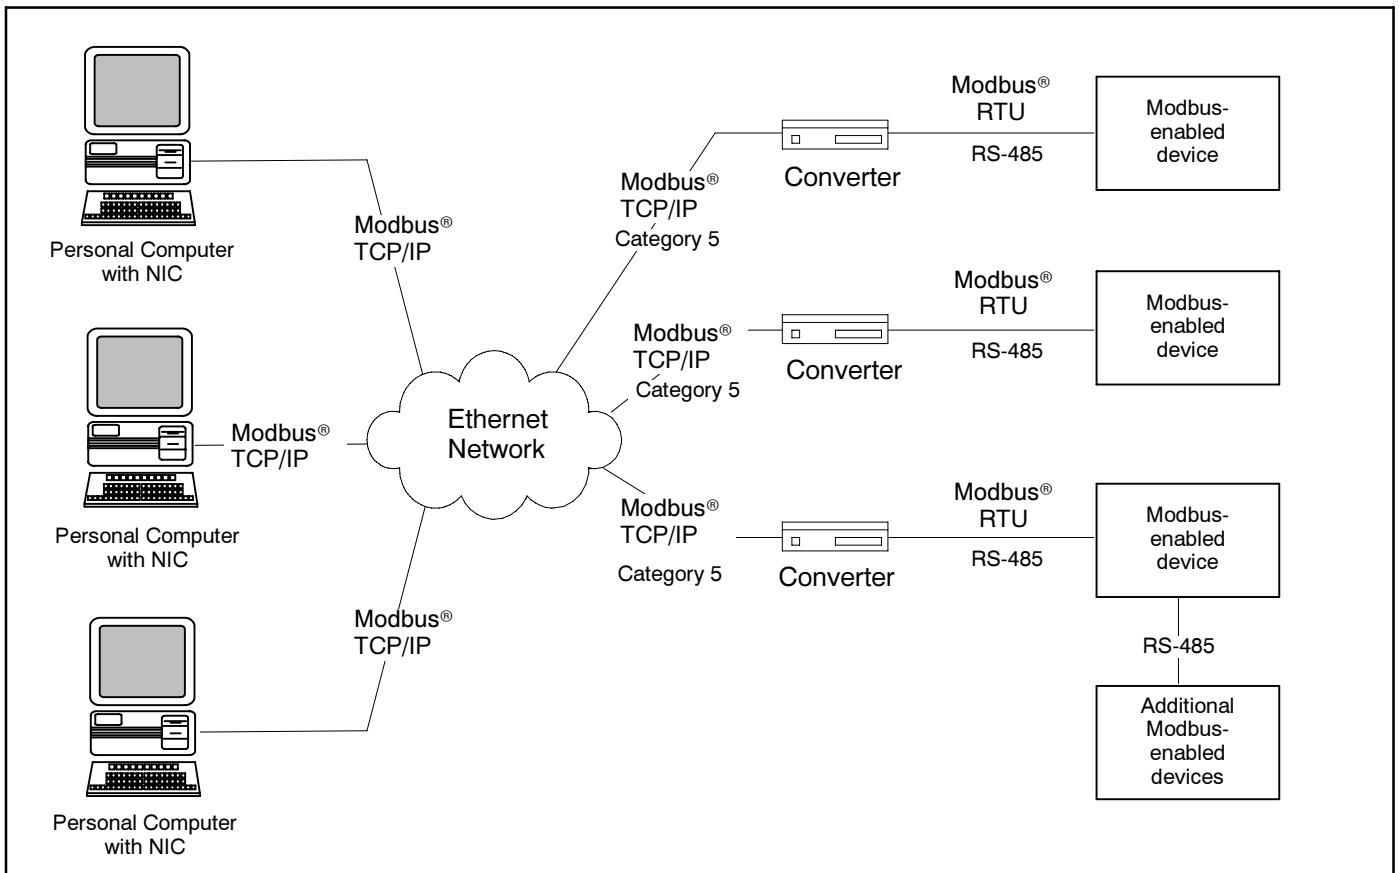 Personal Computer
with NIC
Modbus®
TCP/IP
Personal Computer
with NIC
Modbus®
TCP/IP
Personal Computer
with NIC
Modbus®
TCP/IP
Ethernet
Network
Modbus®
TCP/IP
Category 5
Converter
Modbus®
RTU
RS-485
Modbus-
enabled
device
Modbus®
TCP/IP
Category 5
Converter
Modbus®
RTU
RS-485
Modbus-
enabled
device
Modbus®
TCP/IP
Category 5
Converter
Modbus®
RTU
RS-485
Modbus-
enabled
device
RS-485
Additional
Modbus-
enabled
devices